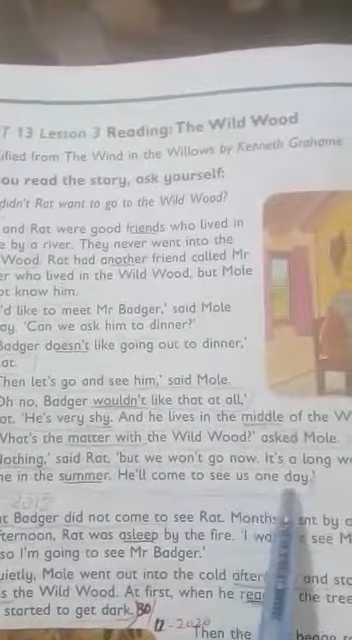 T 13 Lesson 3 Reading: The Wild Wood
ified from The Wind in the Willows by Kenneth Grahame
ou read the story, ask yourself:
didn't Rat want to go to the Wild Wood?
and Rat were good friends who lived in
e by a river. They never went into the
Wood. Rat had another friend called Mr
er who lived in the Wild Wood, but Mole
ot know him.
'd like to meet Mr Badger,' said Mole
ay. 'Can we ask him to dinner?'
Badger doesn't like going out to dinner,'
at.
Then let's go and see him,' said Mole.
Oh no, Badger wouldn't like that at all,'
at. 'He's very shy. And he lives in the middle of the W
What's the matter with the Wild Wood?' asked Mole.
Nothing,' said Rat, 'but we won't go now. It's a long w
me in the summer. He'll come to see us one day.'
t Badger did not come to see Rat. Months nt by a
fternoon, Rat was asleep by the fire. 'I wa see M
so I'm going to see Mr Badger.'
uietly, Mole went out into the cold after and sto
s the Wild Wood. At first, when he rea the tree
started to get dark.
Then the began